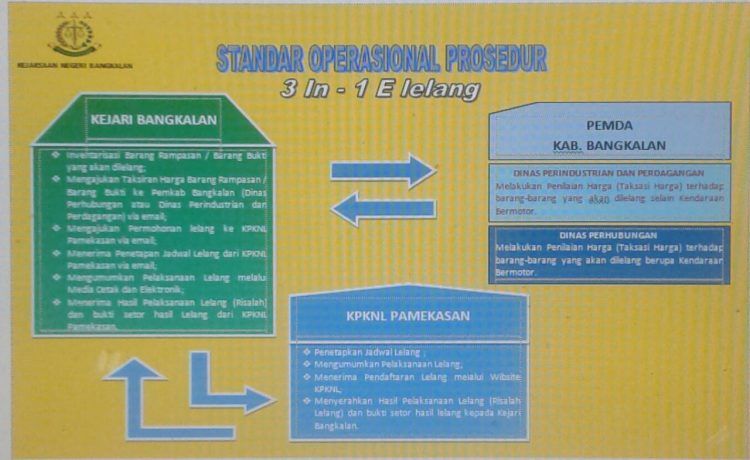 KEJAKSAAN NEGERI BANGKALAN
STANDAR OPERASIONAL PROSEDUR
3 In - 1 E lelang
KEJARI BANGKALAN
❖ Inventarisasi Barang Rampasan / Barang Bukti
yang akan dilelang;
❖ Mengajukan Taksiran Harga Barang Rampasan /
Barang Bukti ke Pemkab Bangkalan (Dinas
Perhubungan atau Dinas Perindustrian dan
Perdagangan) via email;
❖ Mengajukan Permohonan lelang ke KPKNL
Pamekasan via email;
❖ Menerima Penetapan Jadwal Lelang dari KPKNL
Pamekasan via email;
❖ Mengumumkan Pelaksanaan Lelang melalui
Media Cetak dan Elektronik;
❖ Menerima Hasil Pelaksanaan Lelang (Risalah)
dan bukti setor hasil Lelang dari KPKNL
Pamekasan.
PEMDA
KAB. BANGKALAN
DINAS PERINDUSTRIAN DAN PERDAGANGAN
Melakukan Penilaian Harga (Taksasi Harga) terhadap
barang-barang yang akan dilelang selain Kendaraan
Bermotor.
DINAS PERHUBUNGAN
Melakukan Penilaian Harga (Taksasi Harga) terhadap
barang-barang yang akan dilelang berupa Kendaraan
Bermotor.
KPKNL PAMEKASAN
❖ Penetapkan Jadwal Lelang ;
❖ Mengumumkan Pelaksanaan Lelang;
❖ Menerima Pendaftaran Lelang melalui Wibsite
KPKNL;
❖ Menyerahkan Hasil Pelaksanaan Lelang (Risalah
Lelang) dan bukti setor hasil lelang kepada Kejari
Bangkalan.